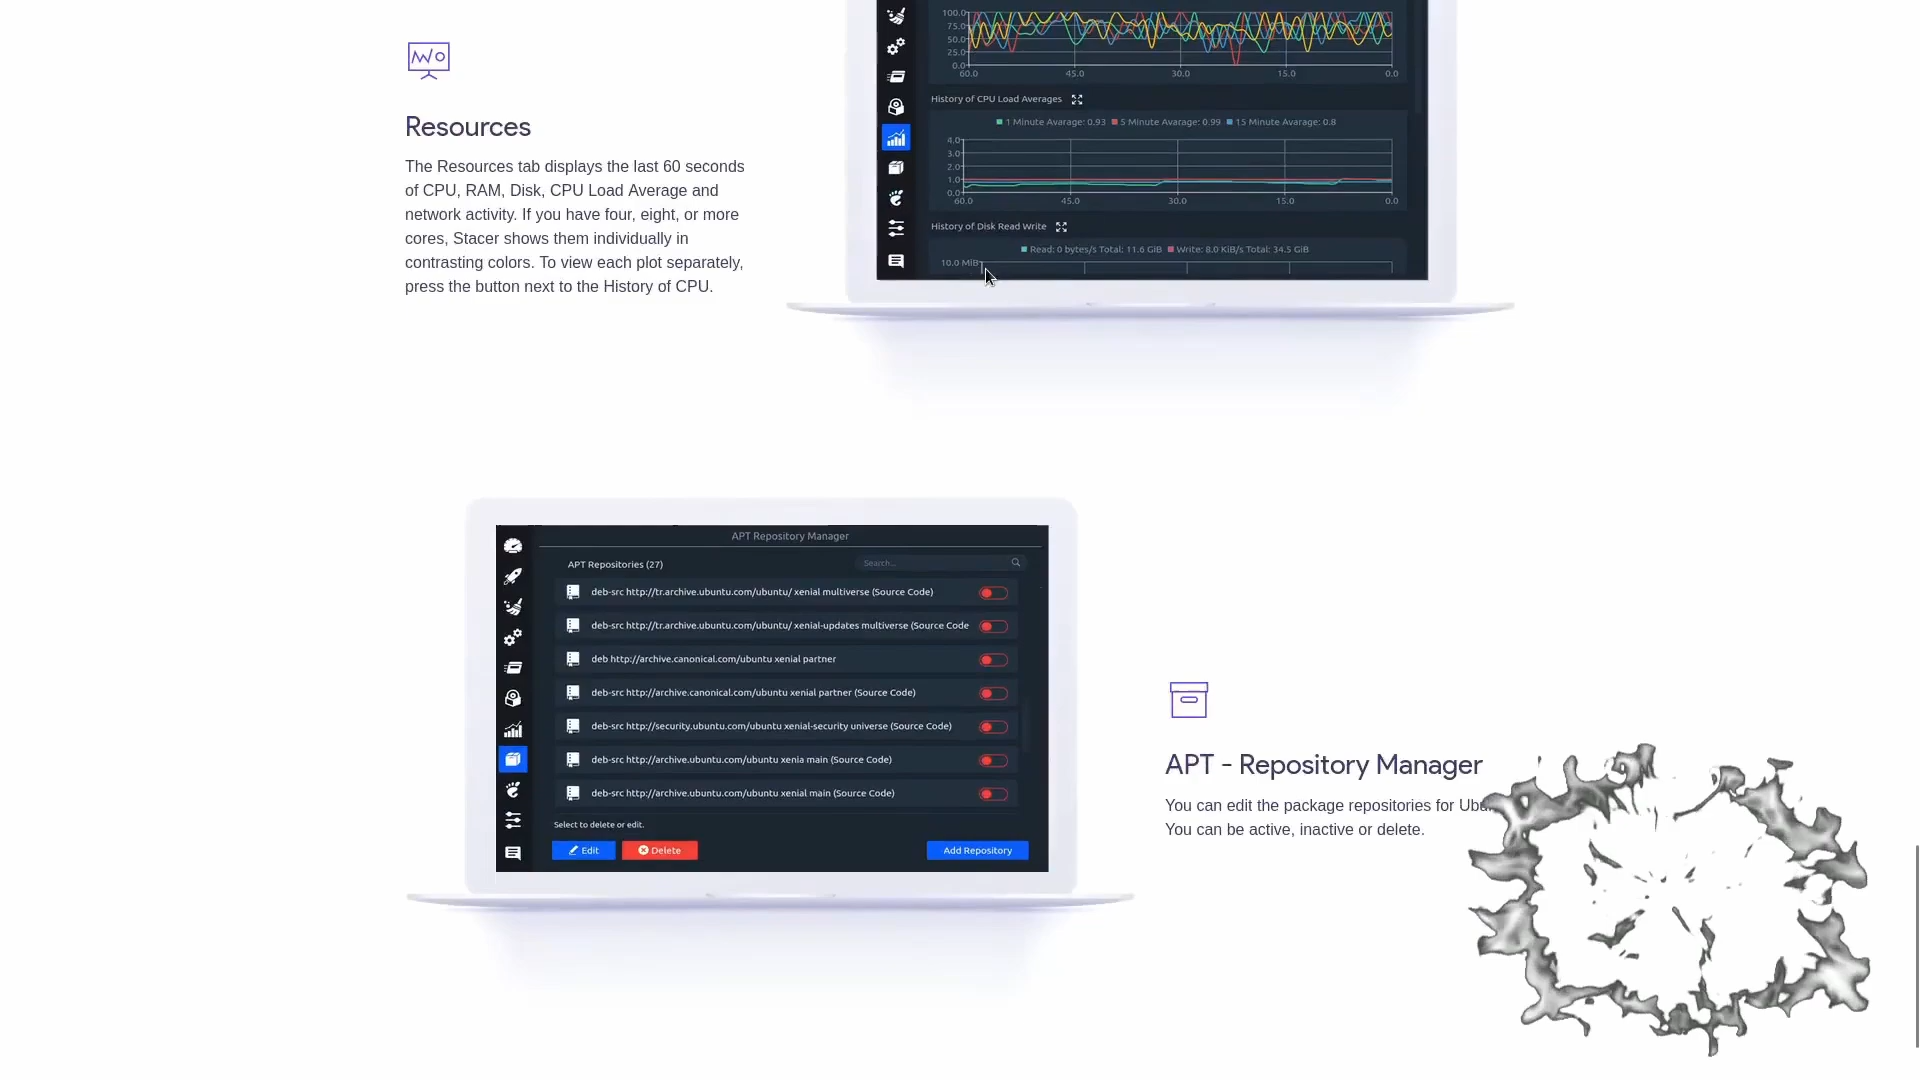 Resources
The Resources tab displays the last 60 seconds
of CPU, RAM, Disk, CPU Load Average and
network activity. If you have four, eight, or more
cores, Stacer shows them individually in
contrasting colors. To view each plot separately,
press the button next to the History of CPU.
100.0
75.0
50.0
25.0
0.0
60.0 45.0 30.0 15.0 0.0
History of CPU Load Averages
1 Minute Avarage: 0.93 5 Minute Avarage: 0.99 15 Minute Avarage: 0.8
4.0
3.0
2.0
1.0
0.0
60.0 45.0 30.0 15.0 0.0
History of Disk Read Write
Read: 0 bytes/s Total: 11.6 GiB Write: 8.0 KiB/s Total: 34.5 GiB
10.0 MiB
APT Repository Manager
APT Repositories (27)
Search...
deb-src http://tr.archive.ubuntu.com/ubuntu/ xenial multiverse (Source Code)
deb-src http://tr.archive.ubuntu.com/ubuntu/ xenial-updates multiverse (Source Code
deb http://archive.canonical.com/ubuntu xenial partner
deb-src http://archive.canonical.com/ubuntu xenial partner (Source Code)
deb-src http://security.ubuntu.com/ubuntu xenial-security universe (Source Code)
deb-src http://archive.ubuntu.com/ubuntu xenia main (Source Code)
deb-src http://archive.ubuntu.com/ubuntu xenial main (Source Code)
Select to delete or edit.
Edit Delete Add Repository
APT - Repository Manager
You can edit the package repositories for
You can be active, inactive or delete.